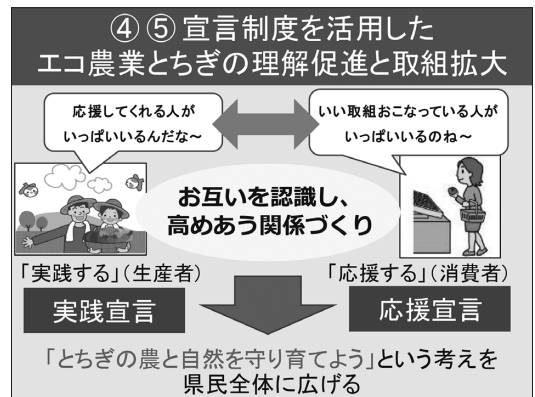 ④⑤宣言制度を活用した
エコ農業とちぎの理解促進と取組拡大
応援してくれる人が
いっぱいいるんだな～
いい取組おこなっている人が
いっぱいいるのね～
お互いを認識し、
高めあう関係づくり
「実践する」（生産者）
「応援する」（消費者）
実践宣言
応援宣言
「とちぎの農と自然を守り育てよう」という考えを
県民全体に広げる